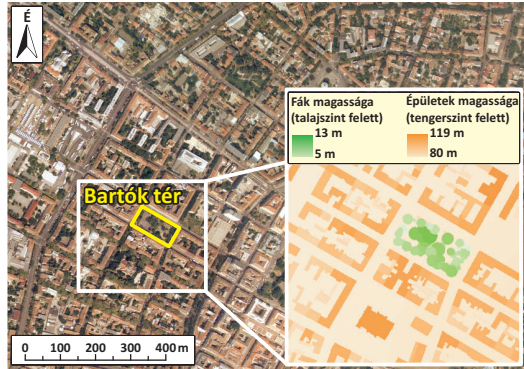 É
Fák magassága
(talajszint felett)
13 m
5 m
Épületek magassága
(tengerszint felett)
119 m
80 m
Bartók tér
0 100 200 300 400 m